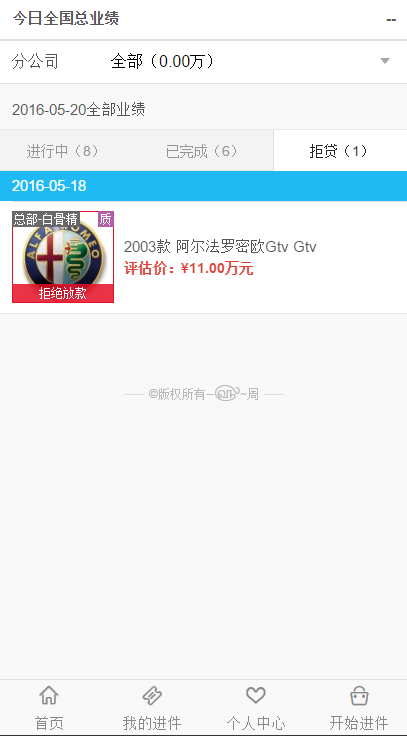 今日全国总业绩 --
分公司 全部（0.00万）
2016-05-20全部业绩
进行中（8） 已完成（6） 拒贷（1）
2016-05-18
总部-白骨精 质
ALFA ROMEO
拒绝放款
2003款 阿尔法罗密欧Gtv Gtv
评估价：¥11.00万元
©版权所有–~周
首页 我的进件 个人中心 开始进件